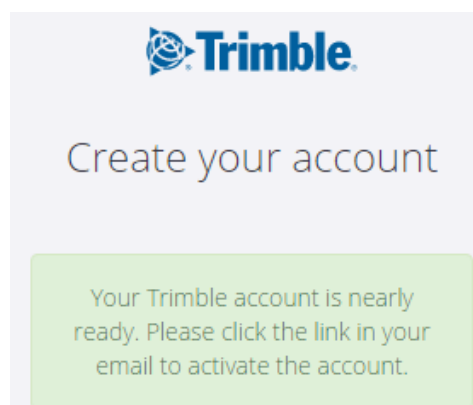 Trimble
Create your account
Your Trimble account is nearly
ready. Please click the link in your
email to activate the account.